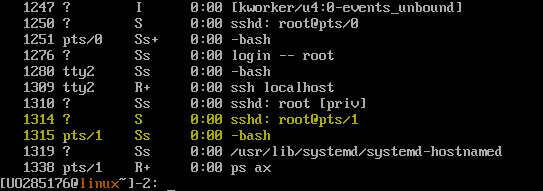 1247 ? I 0:00 [kworker/u4:0-events_unbound]
1250 ? S 0:00 sshd: root@pts/0
1251 pts/0 Ss+ 0:00 -bash
1276 ? Ss 0:00 login -- root
1280 tty2 Ss 0:00 -bash
1309 tty2 R+ 0:00 ssh localhost
1310 ? Ss 0:00 sshd: root [priv]
1314 ? S 0:00 sshd: root@pts/1
1315 pts/1 Ss 0:00 -bash
1319 ? Ss 0:00 /usr/lib/systemd/systemd-hostnamed
1338 pts/1 R+ 0:00 ps ax
[UO285176@linux~]-2: _